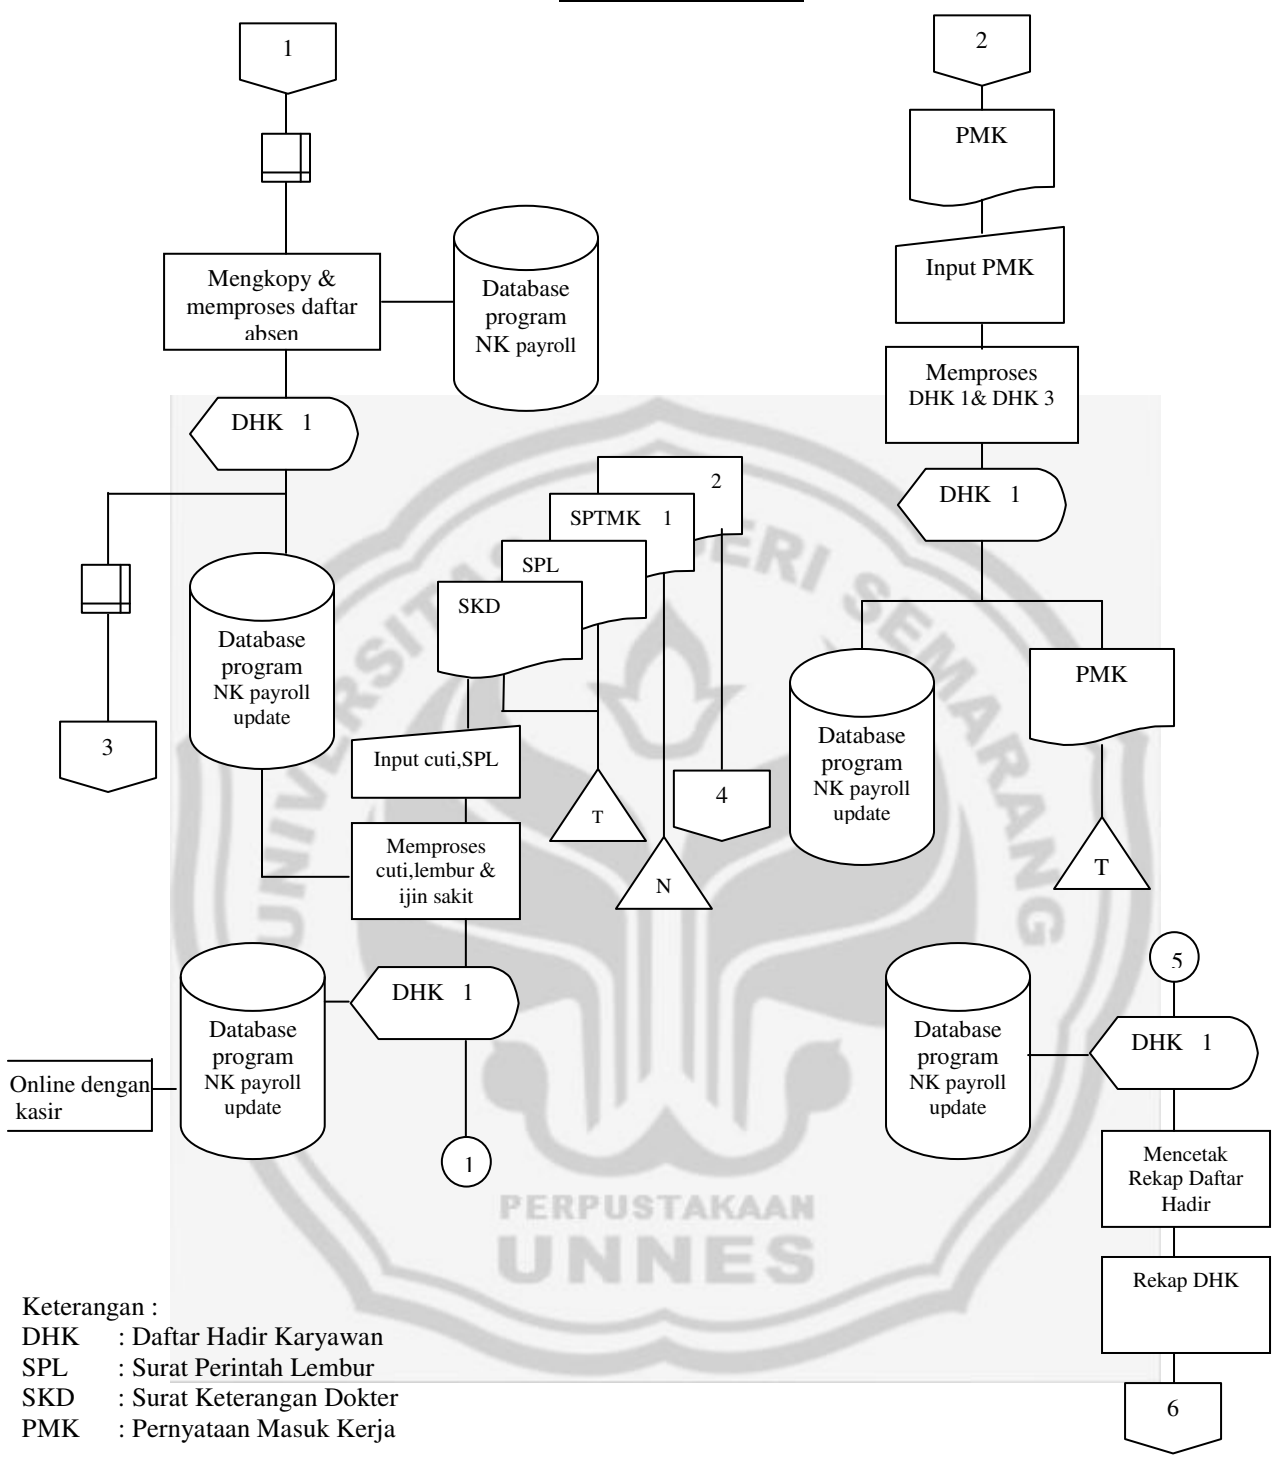 1
Mengkopy &
memproses daftar
absen
Database
program
NK payroll
DHK 1
Database
program
NK payroll
update
3
2
SPTMK 1
SPL
SKD
Input cuti,SPL
T
N
4
Memproses
cuti,lembur &
ijin sakit
DHK 1
Database
program
NK payroll
update
Online dengan
kasir
1
2
PMK
Input PMK
Memproses
DHK 1& DHK 3
DHK 1
Database
program
NK payroll
update
PMK
T
5
DHK 1
Database
program
NK payroll
update
Mencetak
Rekap Daftar
Hadir
Rekap DHK
6
UNIVERSITAS NEGERI SEMARANG
PERPUSTAKAAN
UNNES
Keterangan :
DHK : Daftar Hadir Karyawan
SPL : Surat Perintah Lembur
SKD : Surat Keterangan Dokter
PMK : Pernyataan Masuk Kerja